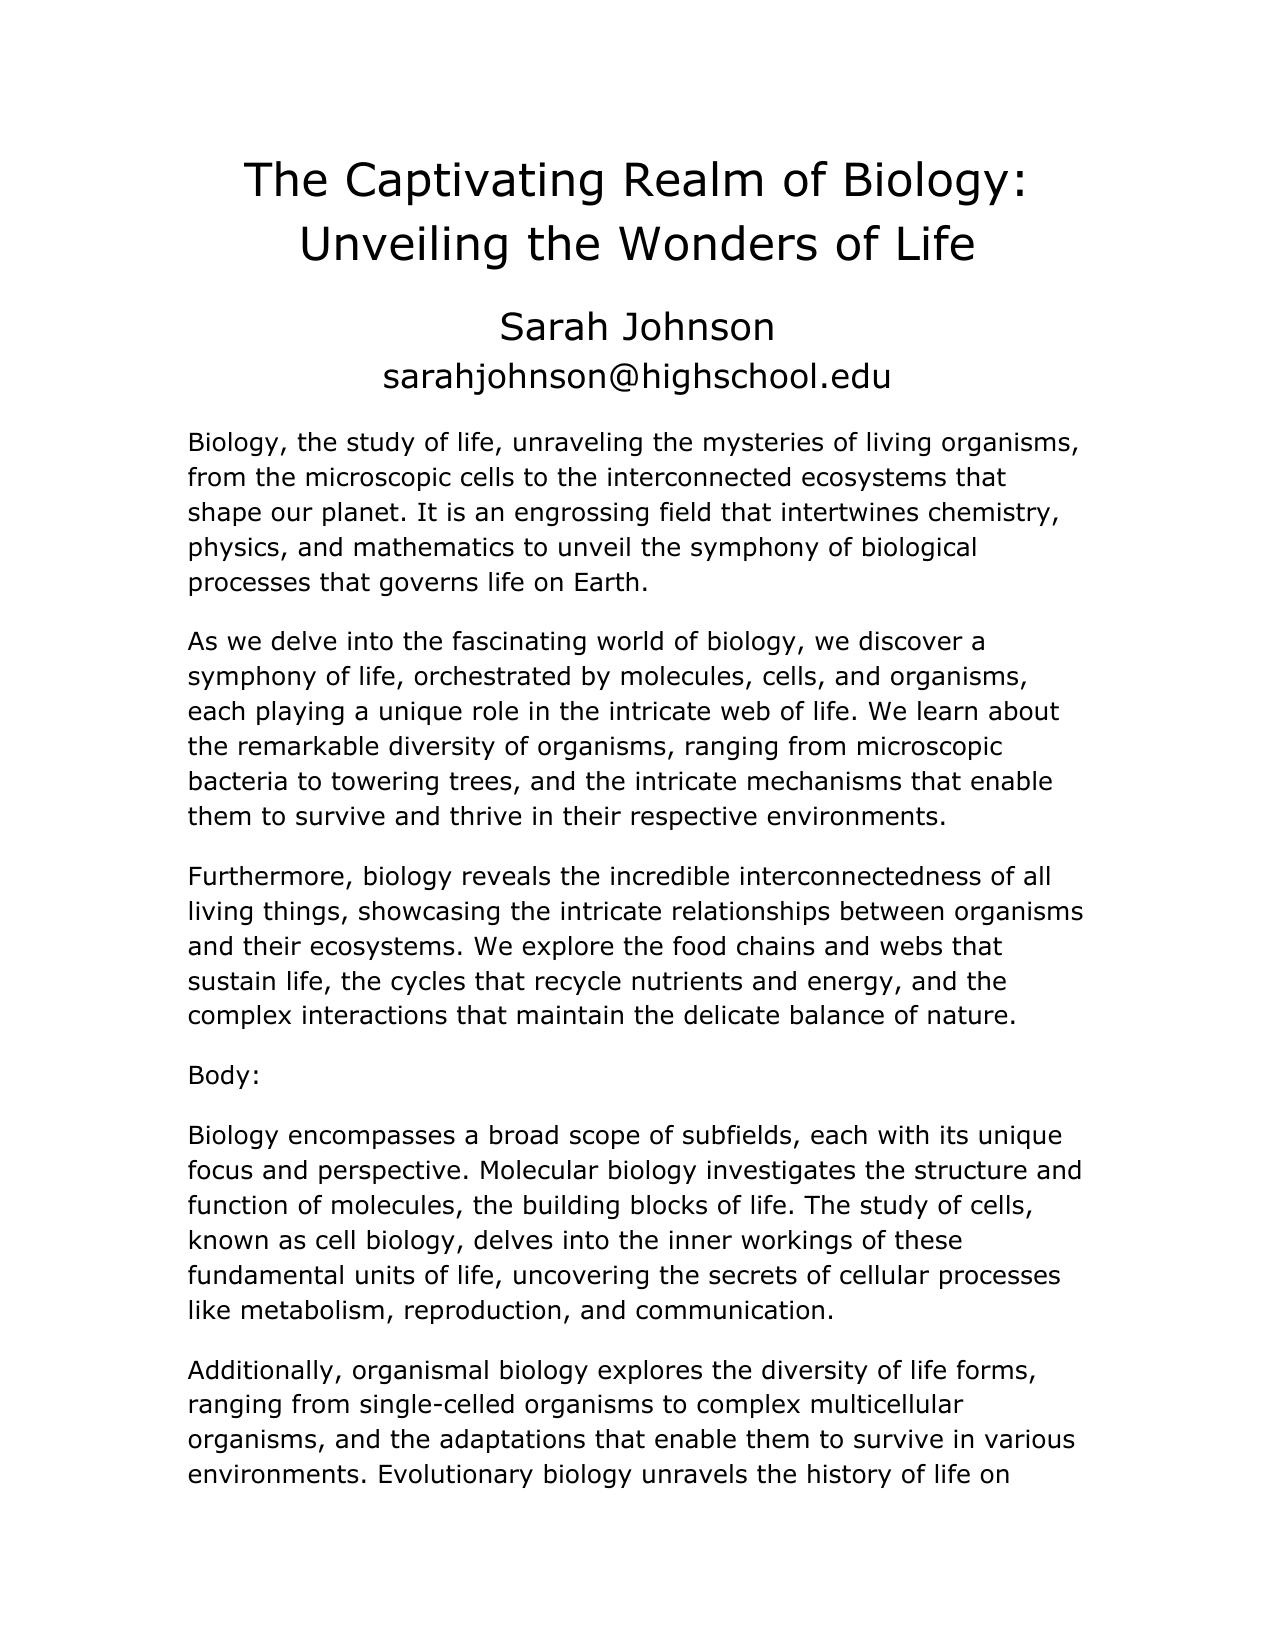 The Captivating Realm of Biology:
Unveiling the Wonders of Life
Sarah Johnson
sarahjohnson@highschool.edu
Biology, the study of life, unraveling the mysteries of living organisms,
from the microscopic cells to the interconnected ecosystems that
shape our planet. It is an engrossing field that intertwines chemistry,
physics, and mathematics to unveil the symphony of biological
processes that governs life on Earth.
As we delve into the fascinating world of biology, we discover a
symphony of life, orchestrated by molecules, cells, and organisms,
each playing a unique role in the intricate web of life. We learn about
the remarkable diversity of organisms, ranging from microscopic
bacteria to towering trees, and the intricate mechanisms that enable
them to survive and thrive in their respective environments.
Furthermore, biology reveals the incredible interconnectedness of all
living things, showcasing the intricate relationships between organisms
and their ecosystems. We explore the food chains and webs that
sustain life, the cycles that recycle nutrients and energy, and the
complex interactions that maintain the delicate balance of nature.
Body:
Biology encompasses a broad scope of subfields, each with its unique
focus and perspective. Molecular biology investigates the structure and
function of molecules, the building blocks of life. The study of cells,
known as cell biology, delves into the inner workings of these
fundamental units of life, uncovering the secrets of cellular processes
like metabolism, reproduction, and communication.
Additionally, organismal biology explores the diversity of life forms,
ranging from single-celled organisms to complex multicellular
organisms, and the adaptations that enable them to survive in various
environments. Evolutionary biology unravels the history of life on